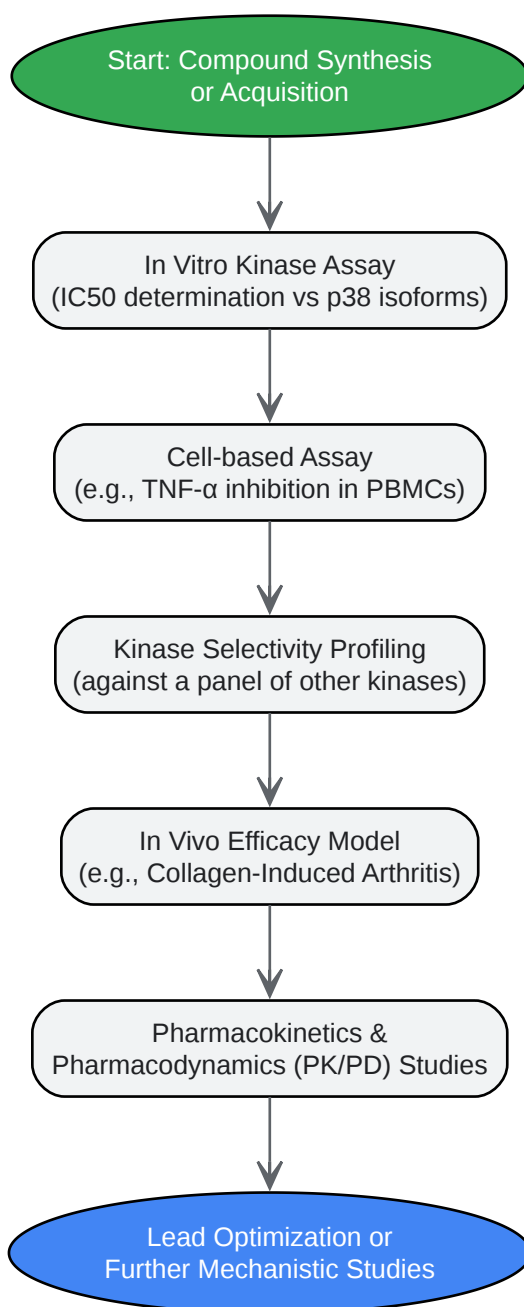 Start: Compound Synthesis
or Acquisition
In Vitro Kinase Assay
(IC50 determination vs p38 isoforms)
Cell-based Assay
(e.g., TNF-α inhibition in PBMCs)
Kinase Selectivity Profiling
(against a panel of other kinases)
In Vivo Efficacy Model
(e.g., Collagen-Induced Arthritis)
Pharmacokinetics &
Pharmacodynamics (PK/PD) Studies
Lead Optimization or
Further Mechanistic Studies